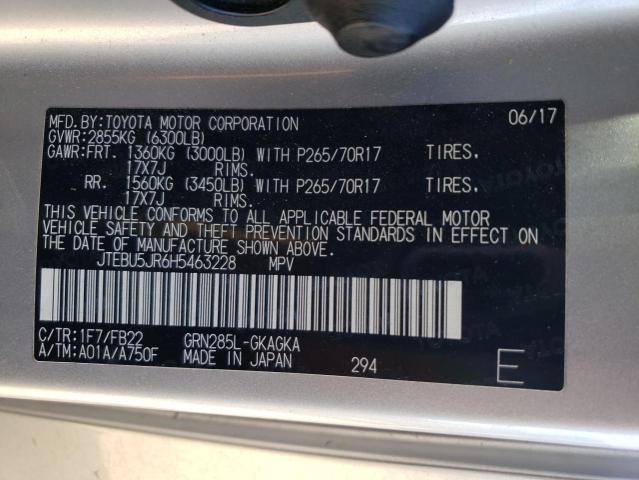 MFD.BY:TOYOTA MOTOR CORPORATION 06/17
GVWR:2855KG (6300LB)
GAWR:FRT. 1360KG (3000LB) WITH P265/70R17 TIRES.
17X7J RIMS.
RR. 1560KG (3450LB) WITH P265/70R17 TIRES.
17X7J RIMS.
THIS VEHICLE CONFORMS TO ALL APPLICABLE FEDERAL MOTOR
VEHICLE SAFETY AND THEFT PREVENTION STANDARDS IN EFFECT ON
THE DATE OF MANUFACTURE SHOWN ABOVE.
JTEBU5JR6H5463228 MPV
C/TR:1F7/FB22 GRN285L-GKAGKA
A/TM:A01A/A750F MADE IN JAPAN 294 E